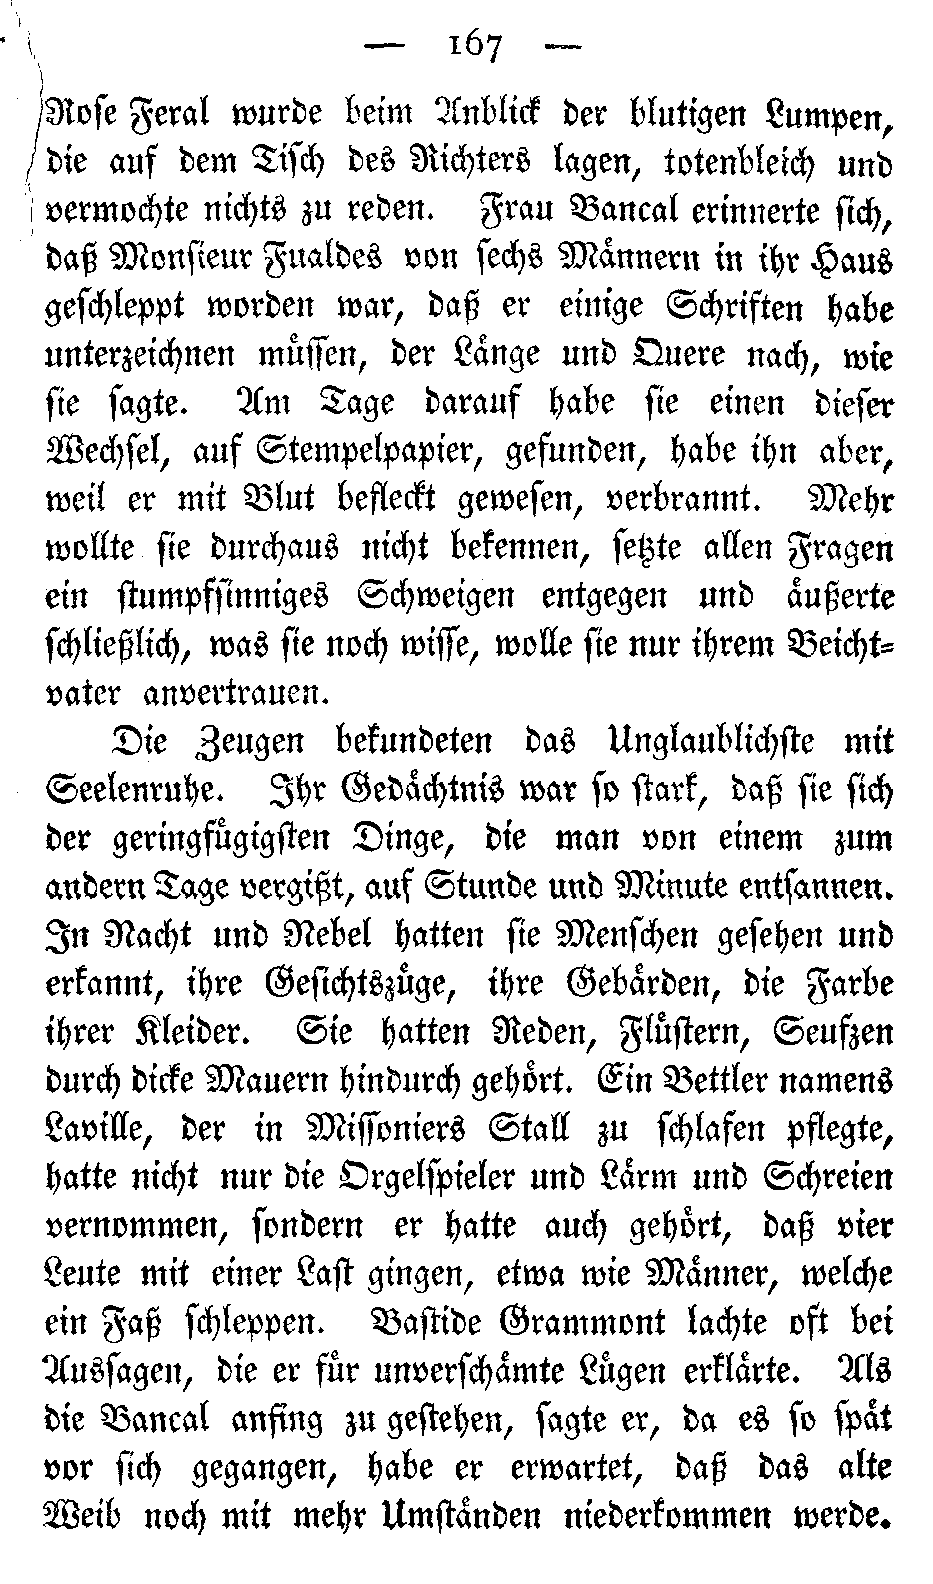 — 167 —
Rose Feral wurde beim Anblick der blutigen Lumpen,
die auf dem Tisch des Richters lagen, totenbleich und
vermochte nichts zu reden. Frau Bancal erinnerte sich,
daß Monsieur Fualdes von sechs Männern in ihr Haus
geschleppt worden war, daß er einige Schriften habe
unterzeichnen müssen, der Länge und Quere nach, wie
sie sagte. Am Tage darauf habe sie einen dieser
Wechsel, auf Stempelpapier, gefunden, habe ihn aber,
weil er mit Blut befleckt gewesen, verbrannt. Mehr
wollte sie durchaus nicht bekennen, setzte allen Fragen
ein stumpfsinniges Schweigen entgegen und äußerte
schließlich, was sie noch wisse, wolle sie nur ihrem Beicht-
vater anvertrauen.
Die Zeugen bekundeten das Unglaublichste mit
Seelenruhe. Ihr Gedächtnis war so stark, daß sie sich
der geringfügigsten Dinge, die man von einem zum
andern Tage vergißt, auf Stunde und Minute entsannen.
In Nacht und Nebel hatten sie Menschen gesehen und
erkannt, ihre Gesichtszüge, ihre Gebärden, die Farbe
ihrer Kleider. Sie hatten Reden, Flüstern, Seufzen
durch dicke Mauern hindurch gehört. Ein Bettler namens
Laville, der in Missoniers Stall zu schlafen pflegte,
hatte nicht nur die Orgelspieler und Lärm und Schreien
vernommen, sondern er hatte auch gehört, daß vier
Leute mit einer Last gingen, etwa wie Männer, welche
ein Faß schleppen. Bastide Grammont lachte oft bei
Aussagen, die er für unverschämte Lügen erklärte. Als
die Bancal anfing zu gestehen, sagte er, da es so spät
vor sich gegangen, habe er erwartet, daß das alte
Weib noch mit mehr Umständen niederkommen werde.